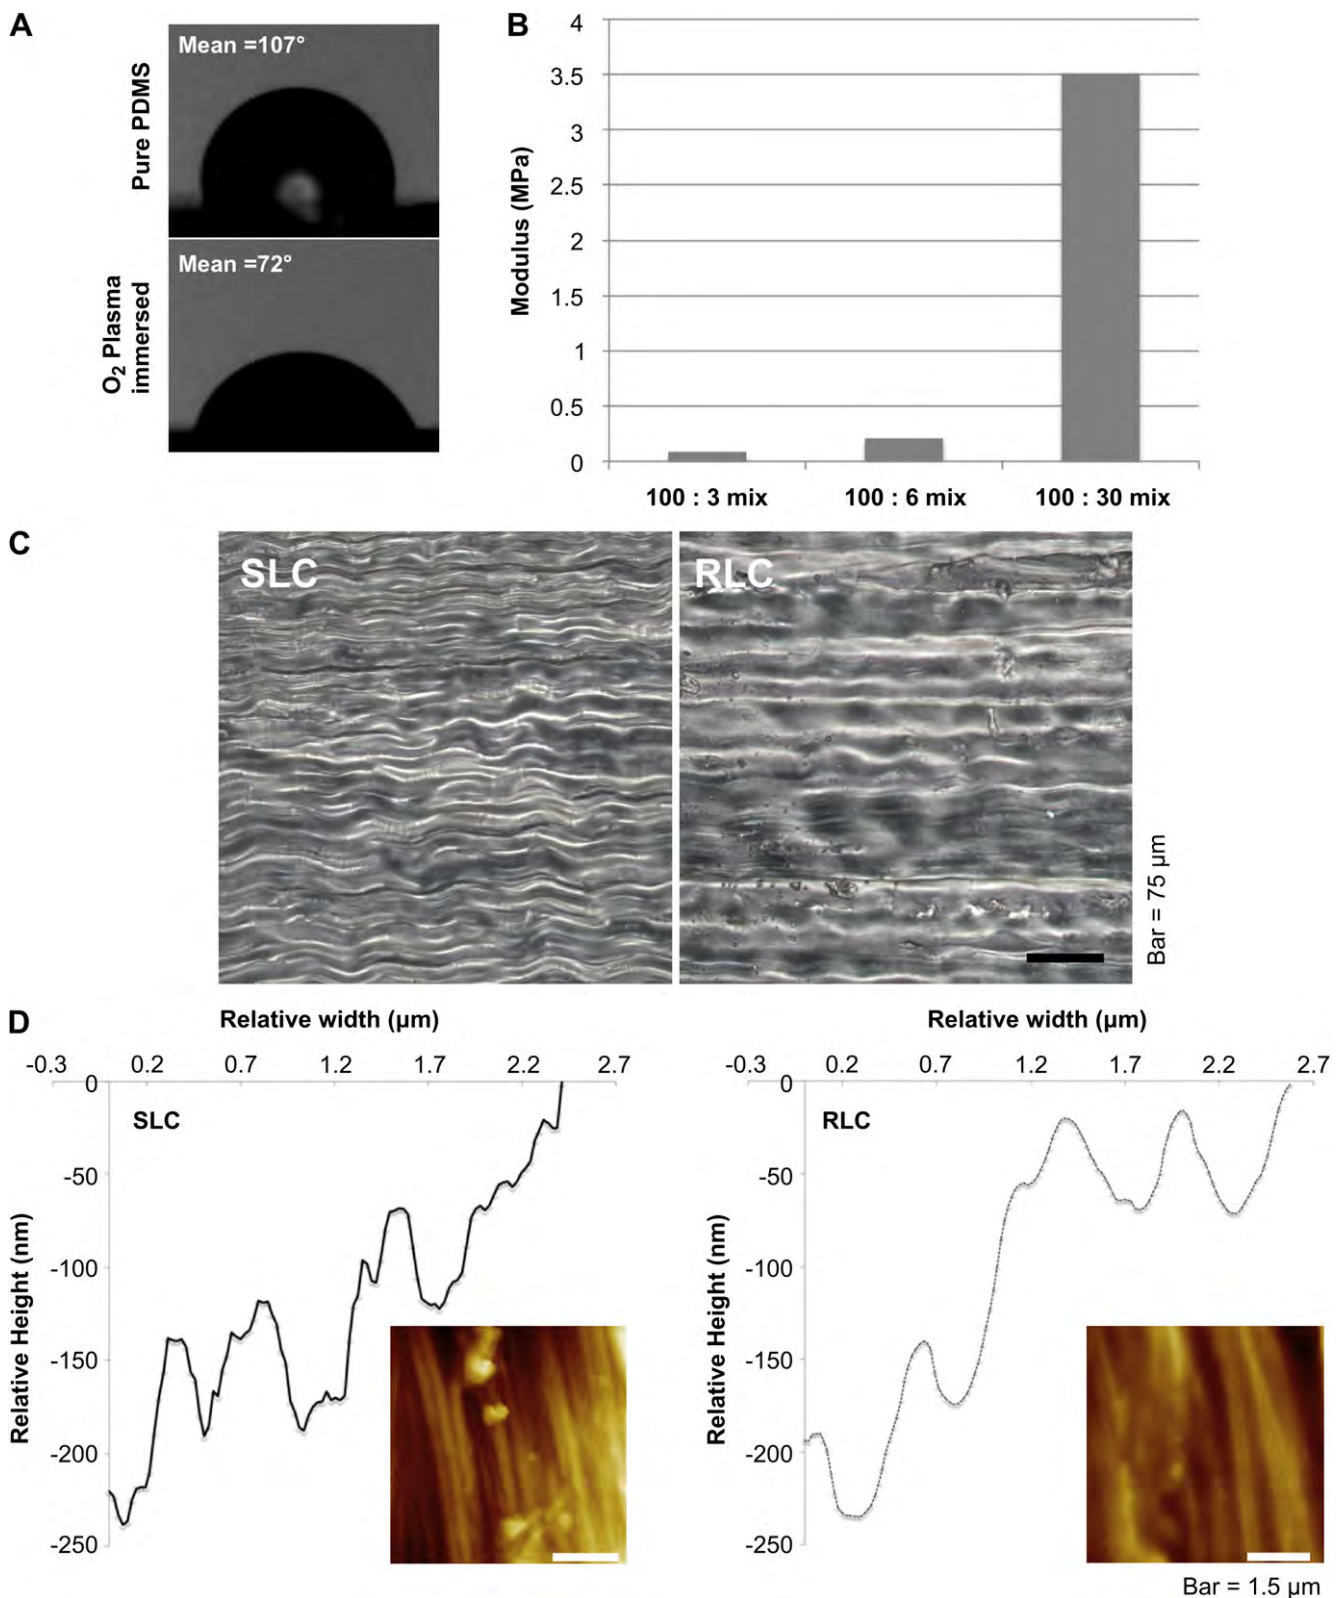 A
Pure PDMS
Mean =107°
O2 Plasma
immersed
Mean =72°
B
Modulus (MPa)
4
3.5
3
2.5
2
1.5
1
0.5
0
100 : 3 mix
100 : 6 mix
100 : 30 mix
C
SLC
RLC
Bar = 75 µm
D
Relative width (µm)
-0.3 0.2 0.7 1.2 1.7 2.2 2.7
SLC
Relative Height (nm)
0
-50
-100
-150
-200
-250
Relative width (µm)
-0.3 0.2 0.7 1.2 1.7 2.2 2.7
RLC
Relative Height (nm)
0
-50
-100
-150
-200
-250
Bar = 1.5 µm